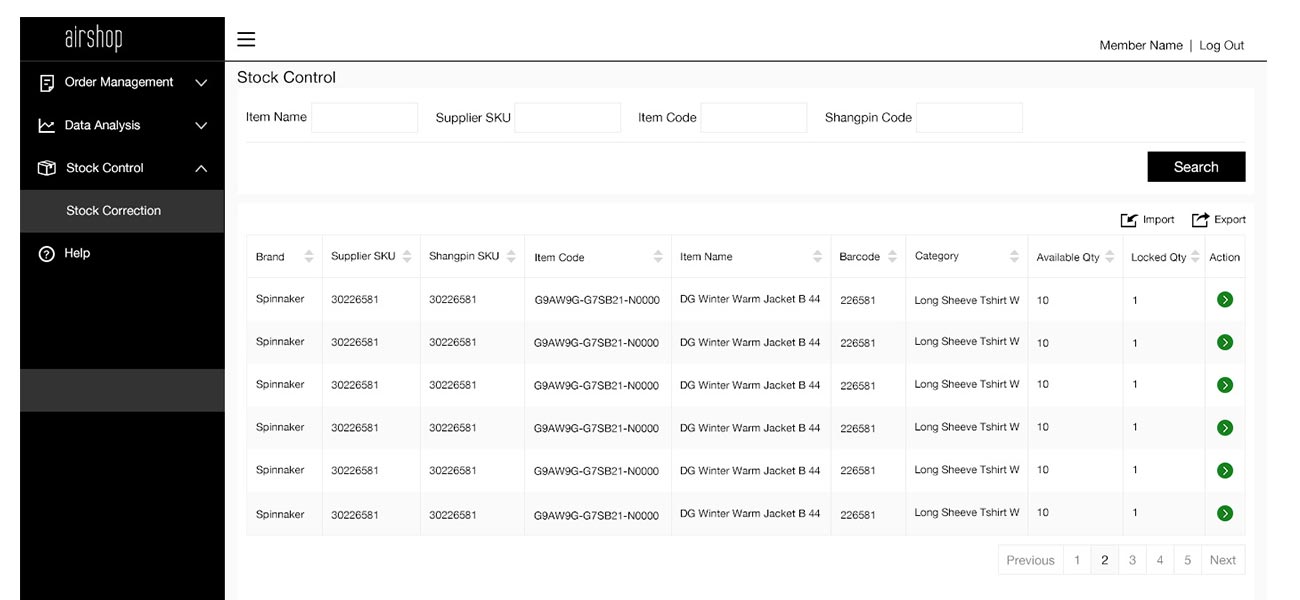 airshop
Member Name | Log Out
Order Management
Data Analysis
Stock Control
Stock Correction
Help
Stock Control
Item Name Supplier SKU Item Code Shangpin Code
Search
Import Export
Brand Supplier SKU Shangpin SKU Item Code Item Name Barcode Category Available Qty Locked Qty Action
Spinnaker 30226581 30226581 G9AW9G-G7SB21-N0000 DG Winter Warm Jacket B 44 226581 Long Sheeve Tshirt W 10 1
Spinnaker 30226581 30226581 G9AW9G-G7SB21-N0000 DG Winter Warm Jacket B 44 226581 Long Sheeve Tshirt W 10 1
Spinnaker 30226581 30226581 G9AW9G-G7SB21-N0000 DG Winter Warm Jacket B 44 226581 Long Sheeve Tshirt W 10 1
Spinnaker 30226581 30226581 G9AW9G-G7SB21-N0000 DG Winter Warm Jacket B 44 226581 Long Sheeve Tshirt W 10 1
Spinnaker 30226581 30226581 G9AW9G-G7SB21-N0000 DG Winter Warm Jacket B 44 226581 Long Sheeve Tshirt W 10 1
Spinnaker 30226581 30226581 G9AW9G-G7SB21-N0000 DG Winter Warm Jacket B 44 226581 Long Sheeve Tshirt W 10 1
Previous 1 2 3 4 5 Next